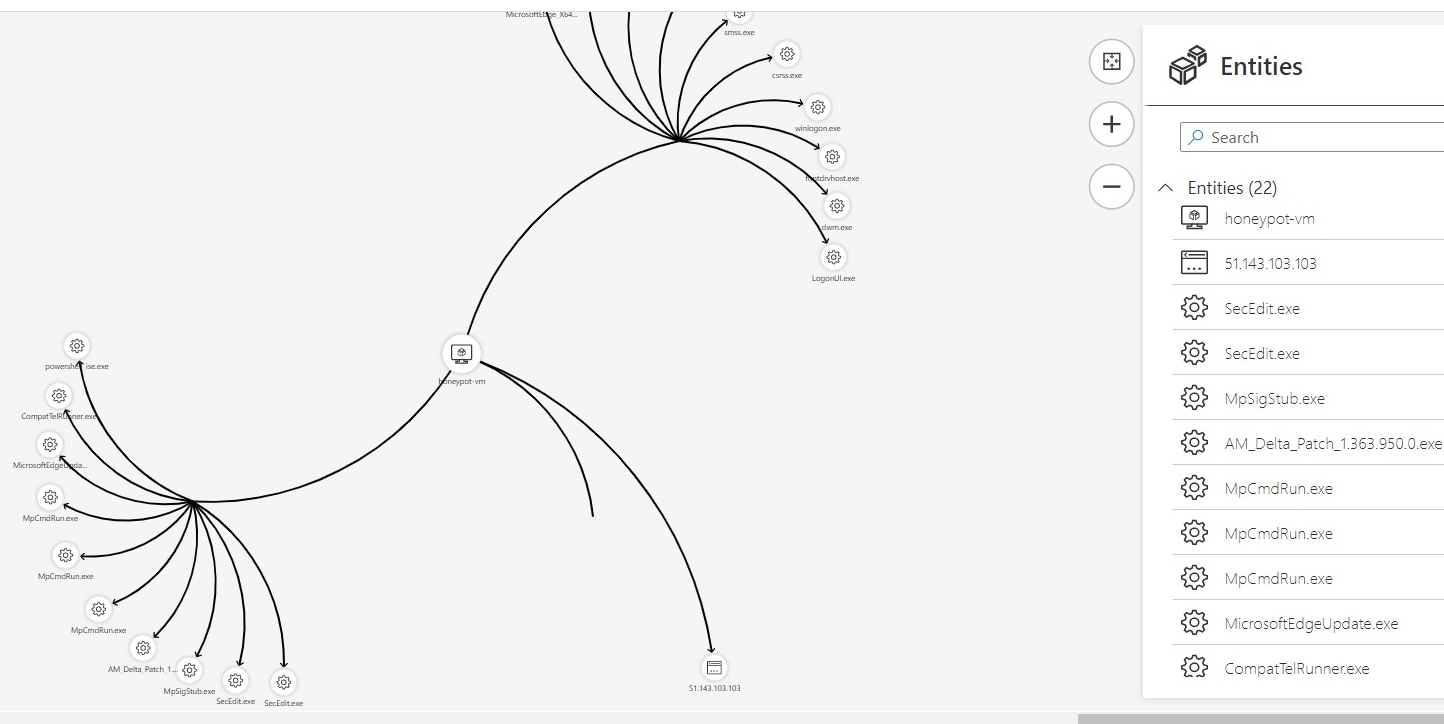 MicrosoftEdge_X64...
smss.exe
csrss.exe
winlogon.exe
fontdrvhost.exe
dwm.exe
LogonUI.exe
powershell_ise.exe
CompatTelRunner.exe
MicrosoftEdgeUpda...
MpCmdRun.exe
MpCmdRun.exe
MpCmdRun.exe
AM_Delta_Patch_1....
MpSigStub.exe
SecEdit.exe
SecEdit.exe
honeypot-vm
51.143.103.103
Entities
Search
Entities (22)
honeypot-vm
51.143.103.103
SecEdit.exe
SecEdit.exe
MpSigStub.exe
AM_Delta_Patch_1.363.950.0.exe
MpCmdRun.exe
MpCmdRun.exe
MpCmdRun.exe
MicrosoftEdgeUpdate.exe
CompatTelRunner.exe